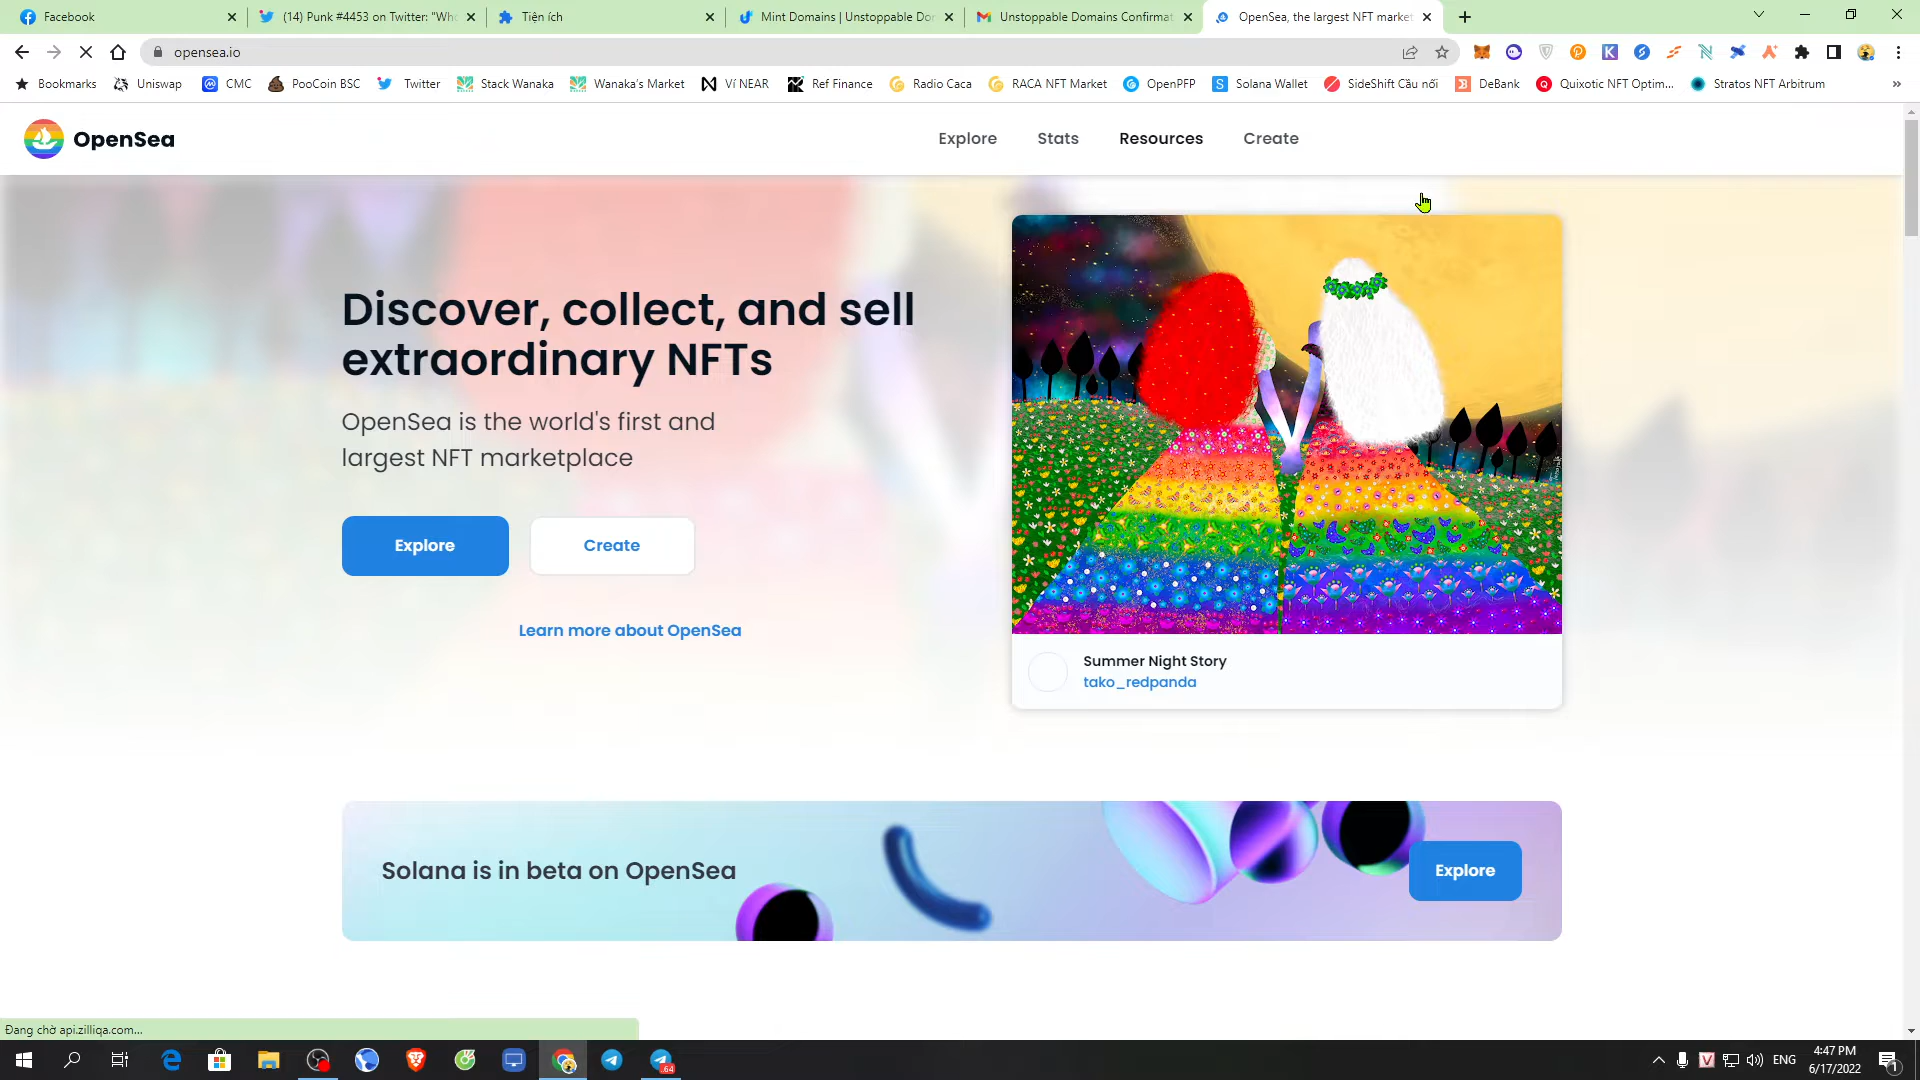 Facebook
(14) Punk #4453 on Twitter: "Who
Tiện ích
Mint Domains | Unstoppable Dom
Unstoppable Domains Confirmat
OpenSea, the largest NFT market
opensea.io
Bookmarks
Uniswap
CMC
PooCoin BSC
Twitter
Stack Wanaka
Wanaka's Market
Ví NEAR
Ref Finance
Radio Caca
RACA NFT Market
OpenPFP
Solana Wallet
SideShift Cầu nối
DeBank
Quixotic NFT Optim...
Stratos NFT Arbitrum
»
OpenSea
Explore
Stats
Resources
Create
Discover, collect, and sell
extraordinary NFTs
OpenSea is the world's first and
largest NFT marketplace
Explore
Create
Learn more about OpenSea
Summer Night Story
tako_redpanda
Solana is in beta on OpenSea
Explore
Đang chờ api.zilliqa.com...
64
ENG
4:47 PM
6/17/2022
1